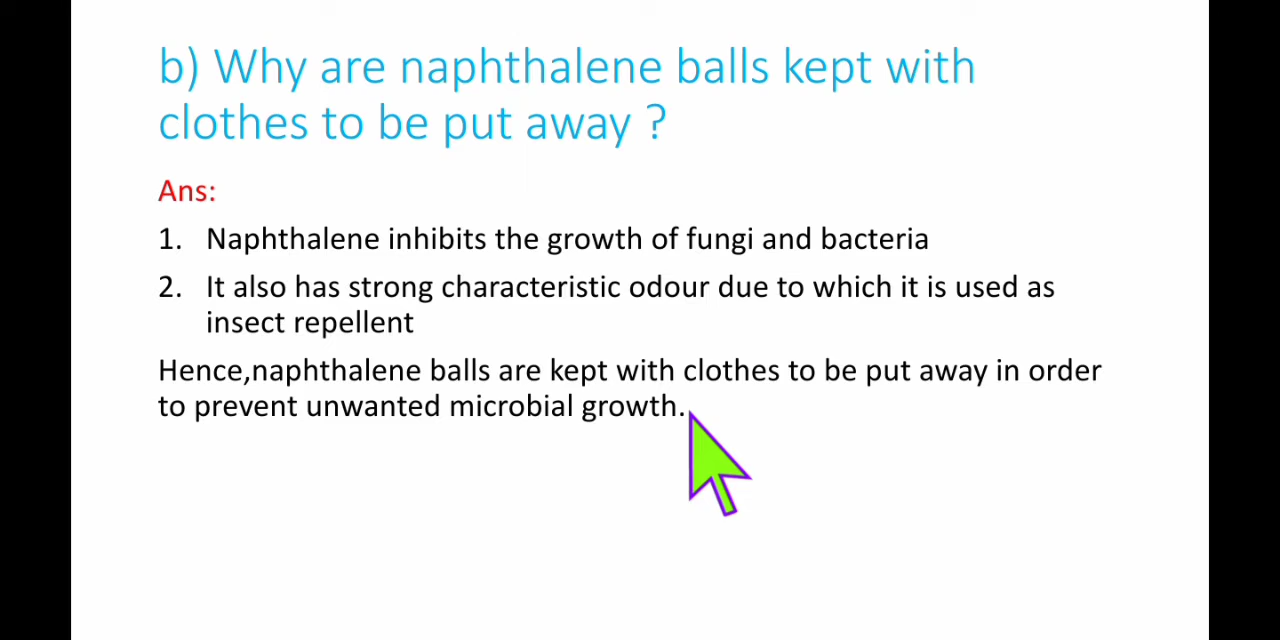 b) Why are naphthalene balls kept with
clothes to be put away ?
Ans:
1. Naphthalene inhibits the growth of fungi and bacteria
2. It also has strong characteristic odour due to which it is used as
insect repellent
Hence,naphthalene balls are kept with clothes to be put away in order
to prevent unwanted microbial growth.